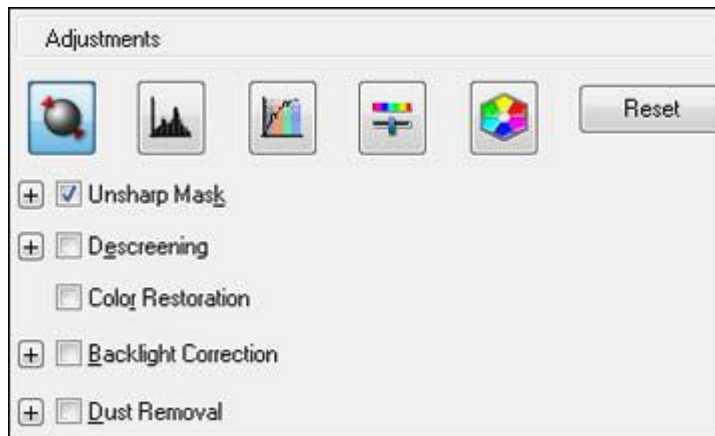 Adjustments
Reset
Unsharp Mask
Descreening
Color Restoration
Backlight Correction
Dust Removal